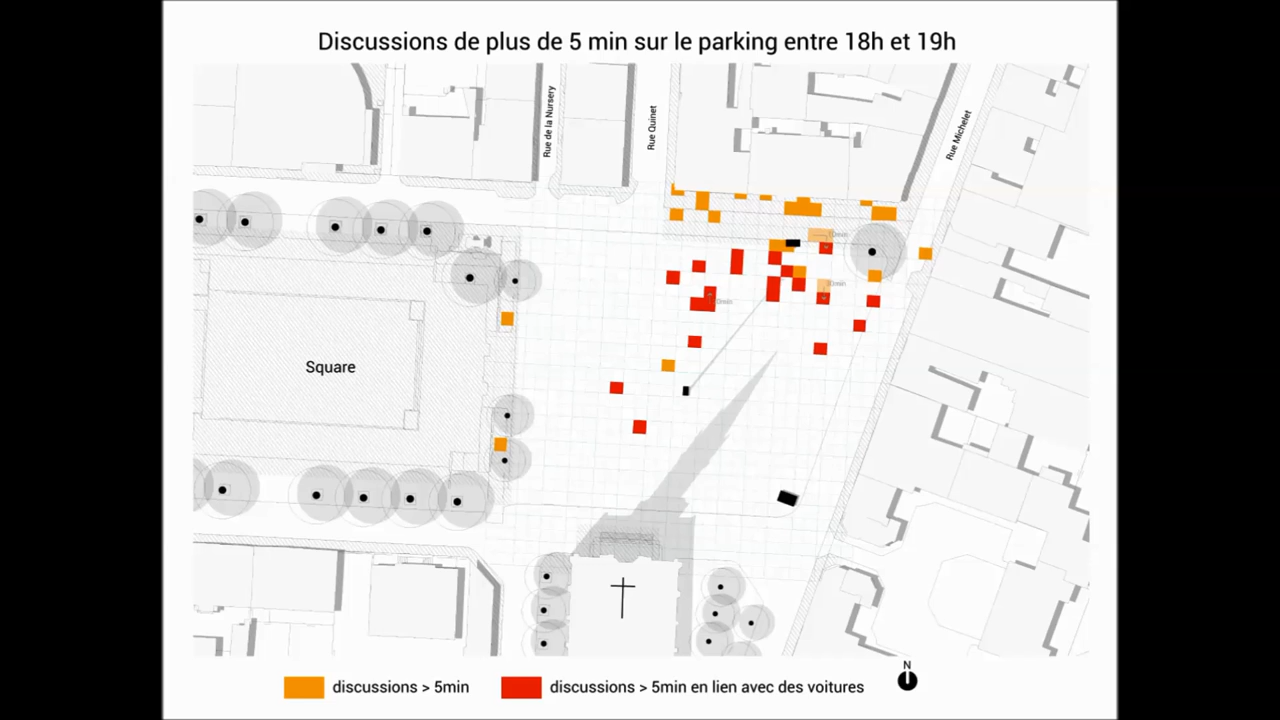 Discussions de plus de 5 min sur le parking entre 18h et 19h
Rue de la Nursery
Rue Quinet
Rue Michelet
Square
N
discussions > 5min
discussions > 5min en lien avec des voitures